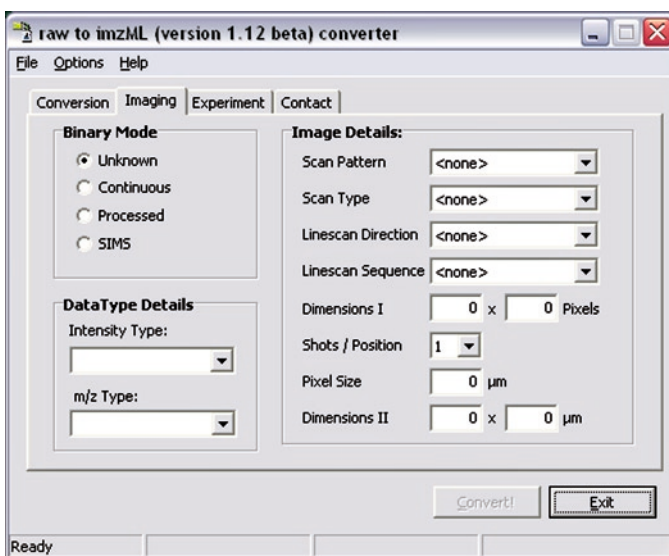 raw to imzML (version 1.12 beta) converter
File Options Help
Conversion Imaging Experiment Contact
Binary Mode
Unknown
Continuous
Processed
SIMS
DataType Details
Intensity Type:
m/z Type:
Image Details:
Scan Pattern <none>
Scan Type <none>
Linescan Direction <none>
Linescan Sequence <none>
Dimensions I 0 x 0 Pixels
Shots / Position 1
Pixel Size 0 µm
Dimensions II 0 x 0 µm
Convert! Exit
Ready